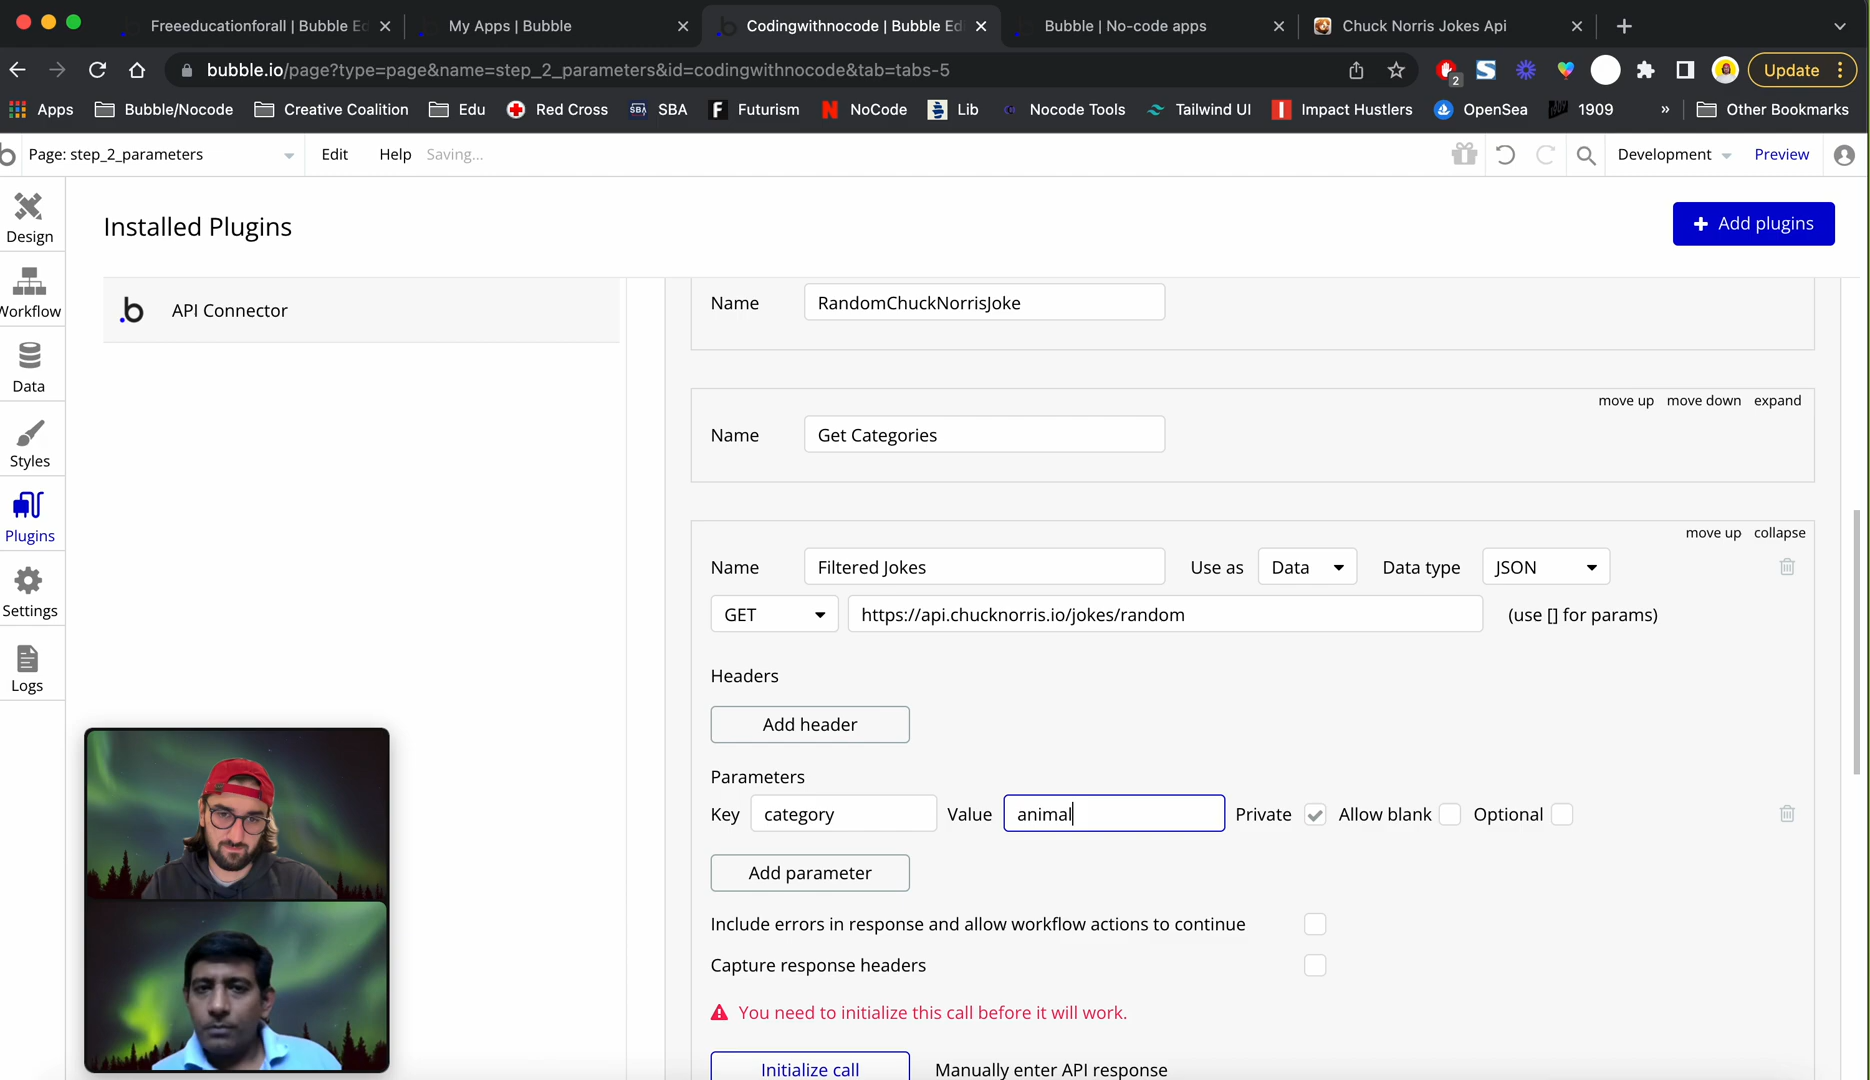 Freeeducationforall | Bubble Ed
My Apps | Bubble
Codingwithnocode | Bubble Edi
Bubble | No-code apps
Chuck Norris Jokes Api
bubble.io/page?type=page&name=step_2_parameters&id=codingwithnocode&tab=tabs-5
2
Update
Apps
Bubble/Nocode
Creative Coalition
Edu
Red Cross
SBA
SBA
Futurism
NoCode
Lib
Nocode Tools
Tailwind UI
Impact Hustlers
OpenSea
1909
»
Other Bookmarks
Page: step_2_parameters
Edit
Help
Saving...
Development
Preview
Design
Workflow
Data
Styles
Plugins
Settings
Logs
Installed Plugins
+ Add plugins
API Connector
Name RandomChuckNorrisJoke
move up move down expand
Name Get Categories
move up collapse
Name Filtered Jokes Use as Data Data type JSON
GET https://api.chucknorris.io/jokes/random (use [] for params)
Headers
Add header
Parameters
Key category Value animal Private Allow blank Optional
Add parameter
Include errors in response and allow workflow actions to continue
Capture response headers
You need to initialize this call before it will work.
Initialize call Manually enter API response